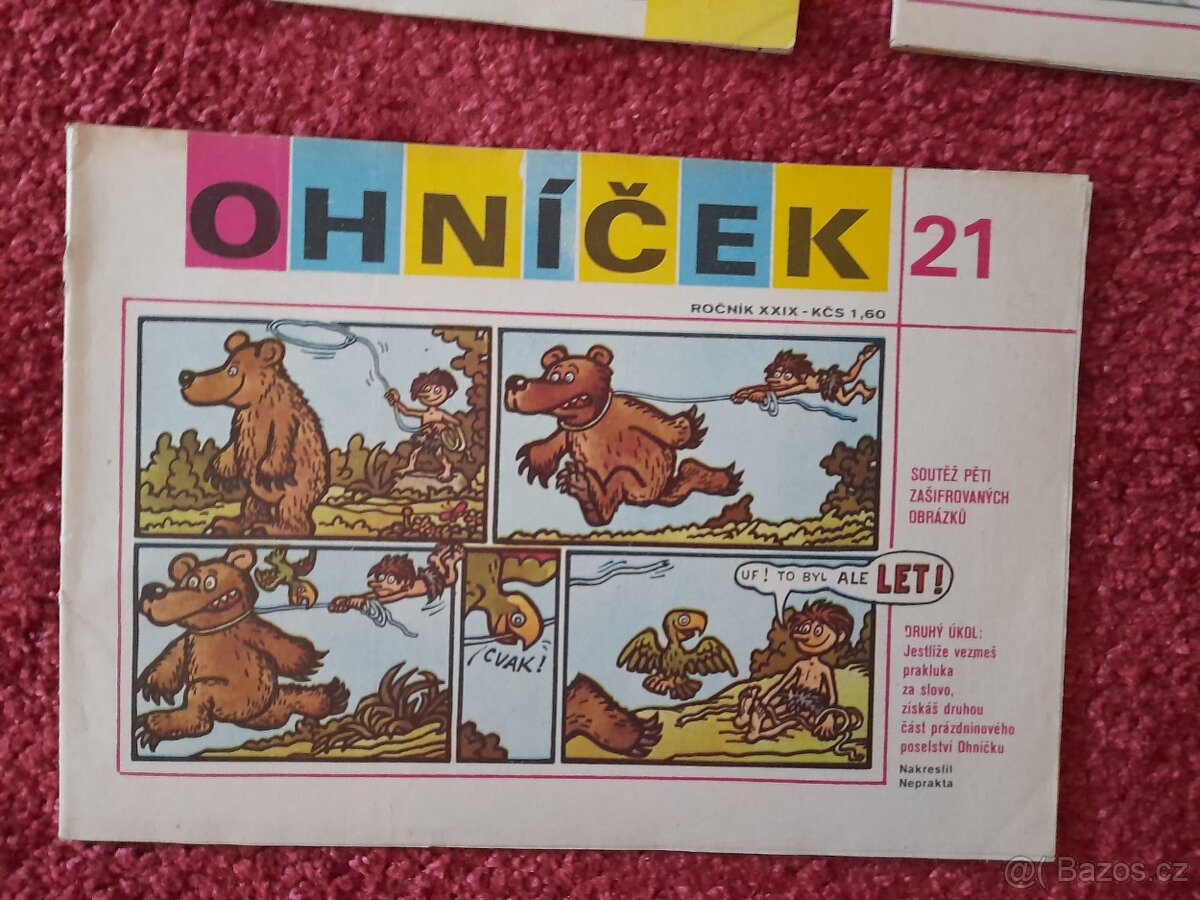 OHNÍČEK
21
ROČNÍK XXIX - KČS 1,60
SOUTĚŽ PĚTI
ZAŠIFROVANÝCH
OBRÁZKŮ
UF! TO BYL ALE LET!
CVAK!
DRUHÝ ÚKOL:
Jestliže vezmeš
prakluka
za slovo,
získáš druhou
část prázdninového
poselství Ohníčku
Nakreslil
Neprakta
@( Bazos.cz